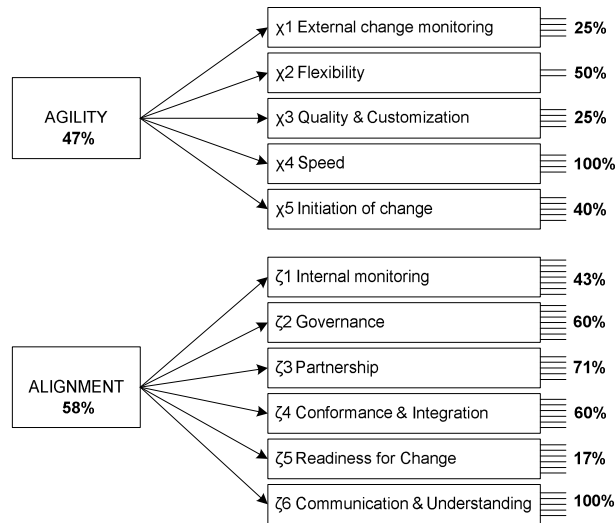 χ1 External change monitoring 25%
χ2 Flexibility 50%
AGILITY
47%
χ3 Quality & Customization 25%
χ4 Speed 100%
χ5 Initiation of change 40%
ζ1 Internal monitoring 43%
ζ2 Governance 60%
ALIGNMENT
58%
ζ3 Partnership 71%
ζ4 Conformance & Integration 60%
ζ5 Readiness for Change 17%
ζ6 Communication & Understanding 100%